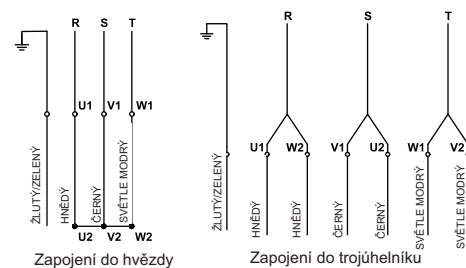 R S T
U1 V1 W1
ŽLUTÝ/ZELENÝ
HNĚDÝ
ČERNÝ
SVĚTLE MODRÝ
U2 V2 W2
Zapojení do hvězdy
R S T
U1 W2 V1 U2 W1 V2
ŽLUTÝ/ZELENÝ
HNĚDÝ
HNĚDÝ
ČERNÝ
ČERNÝ
SVĚTLE MODRÝ
SVĚTLE MODRÝ
Zapojení do trojúhelníku